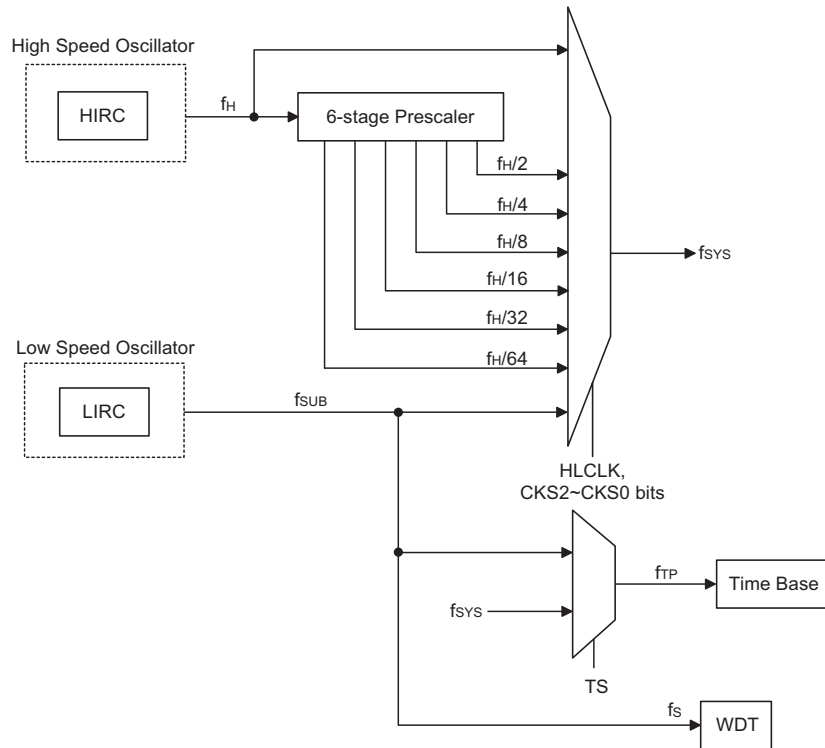 High Speed Oscillator
HIRC
fH
6-stage Prescaler
fH/2
fH/4
fH/8
fH/16
fH/32
fH/64
fSYS
Low Speed Oscillator
LIRC
fSUB
HLCLK,
CKS2~CKS0 bits
fTP
Time Base
fSYS
TS
fS
WDT